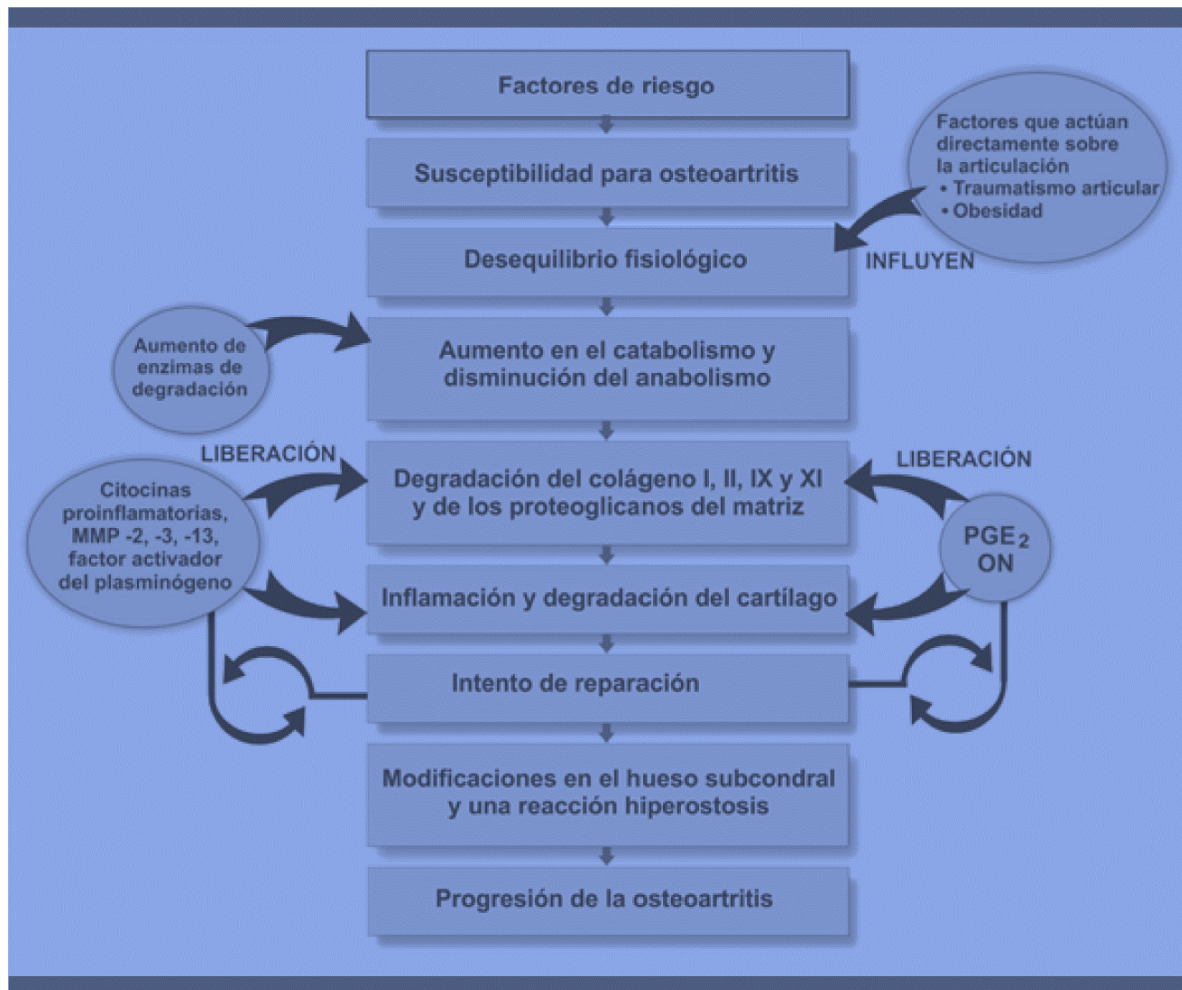 Factores de riesgo
Factores que actúan
directamente sobre
la articulación
• Traumatismo articular
• Obesidad
Susceptibilidad para osteoartritis
Desequilibrio fisiológico
INFLUYEN
Aumento de
enzimas de
degradación
Aumento en el catabolismo y
disminución del anabolismo
LIBERACIÓN
LIBERACIÓN
Citocinas
proinflamatorias,
MMP -2, -3, -13,
factor activador
del plasminógeno
Degradación del colágeno I, II, IX y XI
y de los proteoglicanos del matriz
PGE₂
ON
Inflamación y degradación del cartílago
Intento de reparación
Modificaciones en el hueso subcondral
y una reacción hiperostosis
Progresión de la osteoartritis